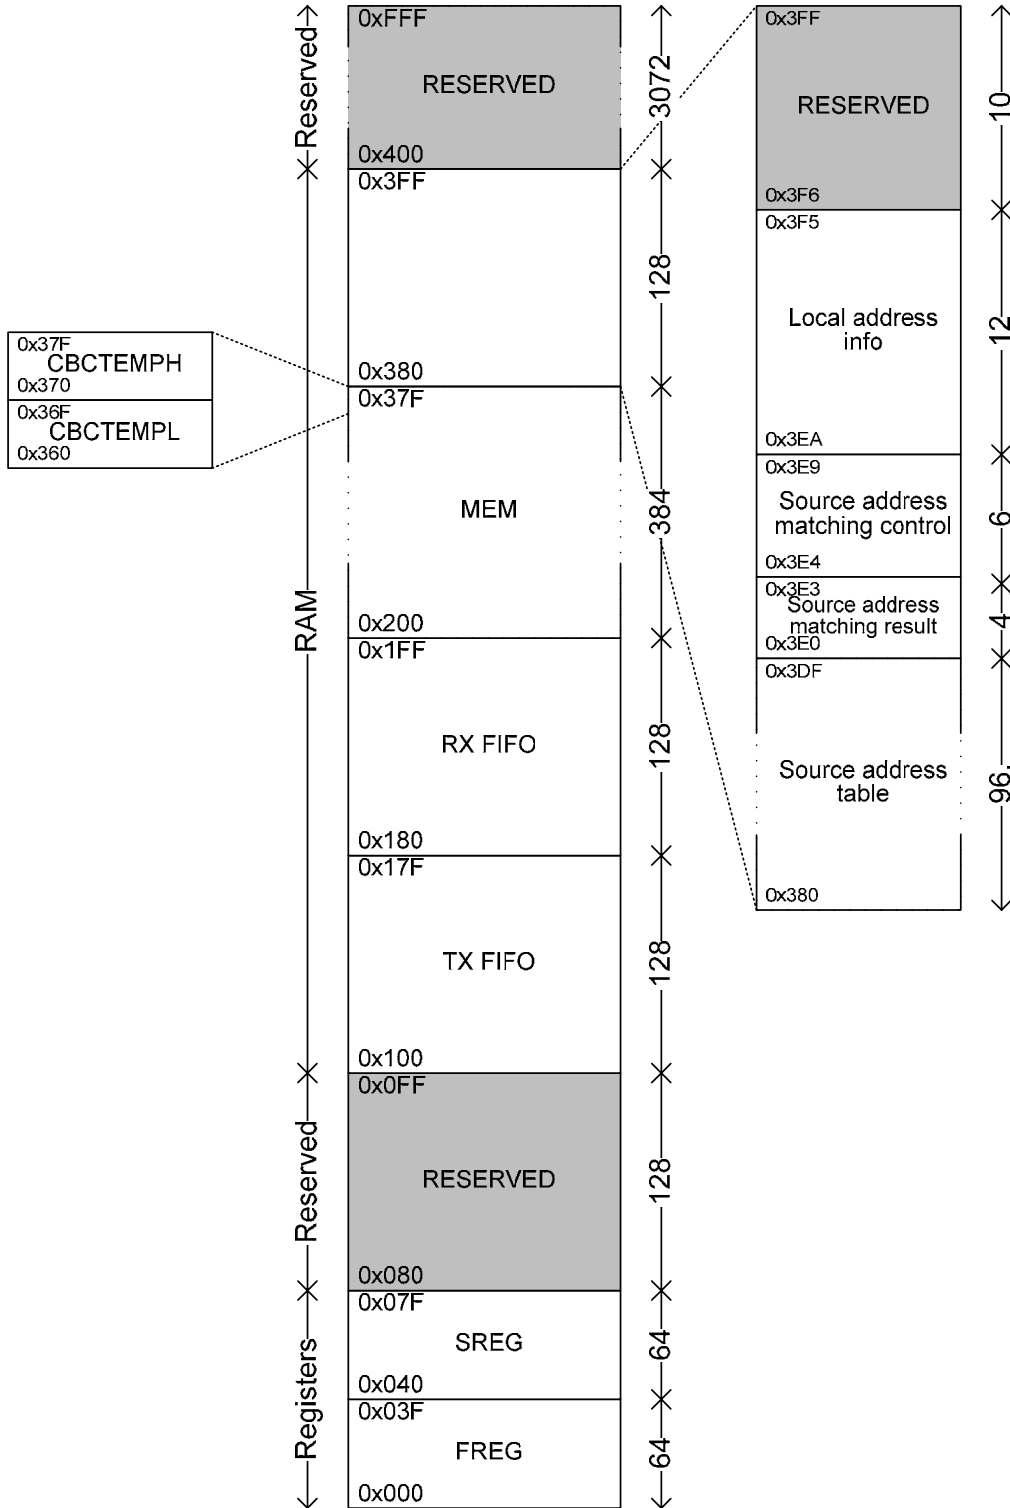 Reserved
RAM
Reserved
Registers
0x37F
CBCTEMPH
0x370
0x36F
CBCTEMPL
0x360
0xFFF
RESERVED
0x400
0x3FF
0x380
0x37F
MEM
0x200
0x1FF
RX FIFO
0x180
0x17F
TX FIFO
0x100
0x0FF
RESERVED
0x080
0x07F
SREG
0x040
0x03F
FREG
0x000
3072
128
384
128
128
128
64
64
0x3FF
RESERVED
0x3F6
0x3F5
Local address
info
0x3EA
0x3E9
Source address
matching control
0x3E4
0x3E3
Source address
matching result
0x3E0
0x3DF
Source address
table
0x380
10
12
6
4
96.